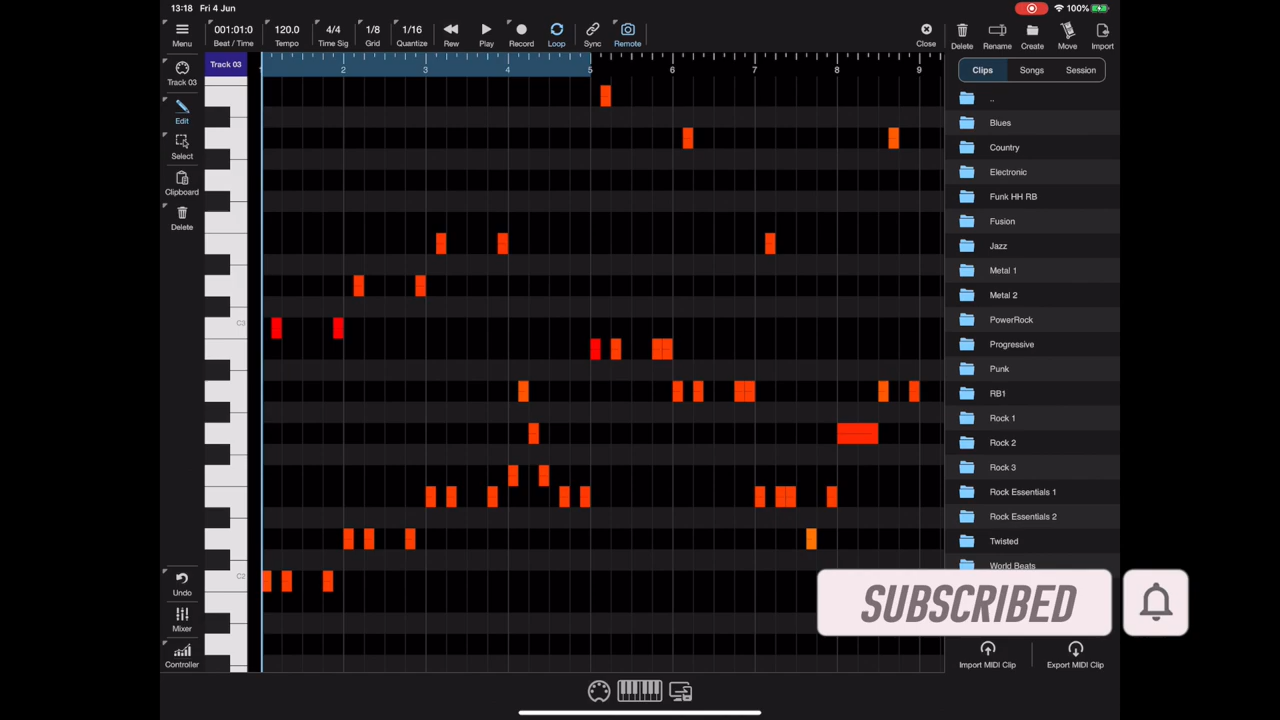 13:18 Fri 4 Jun
100%
Menu
001:01:0
Beat / Time
120.0
Tempo
4/4
Time Sig
1/8
Grid
1/16
Quantize
Rew
Play
Record
Loop
Sync
Remote
Close
Delete
Rename
Create
Move
Import
Track 03
1 2 3 4 5 6 7 8 9
Track 03
Edit
Select
Clipboard
Delete
C3
C2
Undo
Mixer
Controller
Clips
Songs
Session
..
Blues
Country
Electronic
Funk HH RB
Fusion
Jazz
Metal 1
Metal 2
PowerRock
Progressive
Punk
RB1
Rock 1
Rock 2
Rock 3
Rock Essentials 1
Rock Essentials 2
Twisted
World Beats
SUBSCRIBED
Import MIDI Clip
Export MIDI Clip